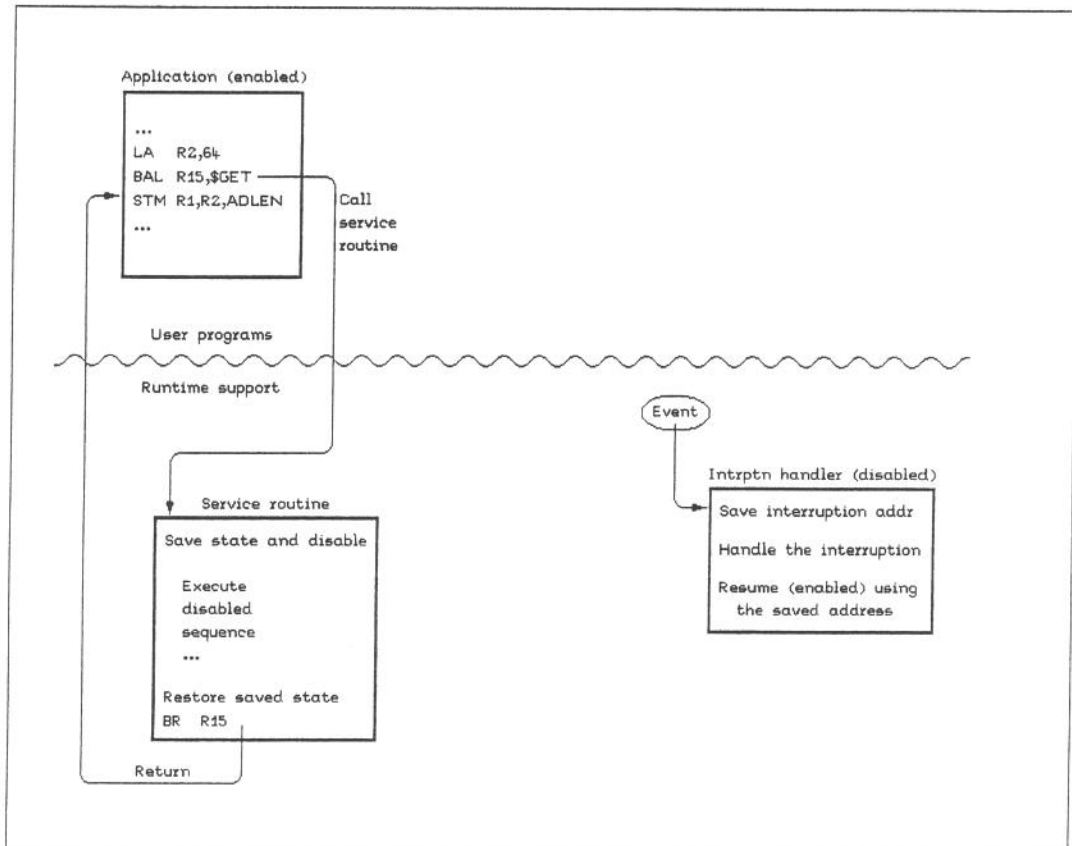 Application (enabled)
...
LA R2,64
BAL R15,$GET
STM R1,R2,ADLEN
...
Call
service
routine
User programs
Runtime support
Event
Intrptn handler (disabled)
Save interruption addr
Handle the interruption
Resume (enabled) using
the saved address
Service routine
Save state and disable
Execute
disabled
sequence
...
Restore saved state
BR R15
Return